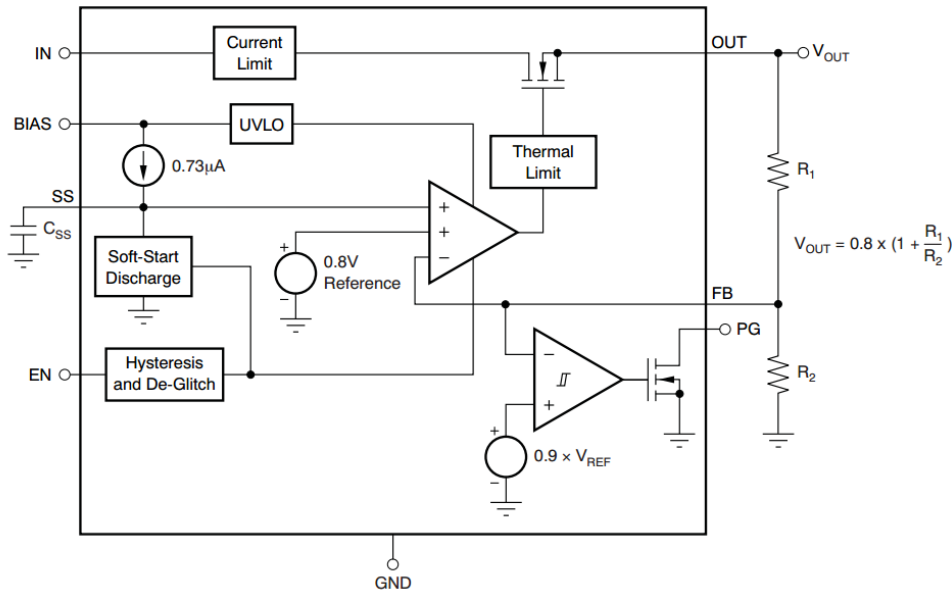 IN
Current
Limit
OUT
V_OUT
BIAS
UVLO
0.73μA
Thermal
Limit
R_1
SS
C_SS
+
+
−
+
−
0.8V
Reference
V_OUT = 0.8 x (1 + R_1/R_2)
Soft-Start
Discharge
FB
PG
EN
Hysteresis
and De-Glitch
−
+
+
−
0.9 × V_REF
R_2
GND